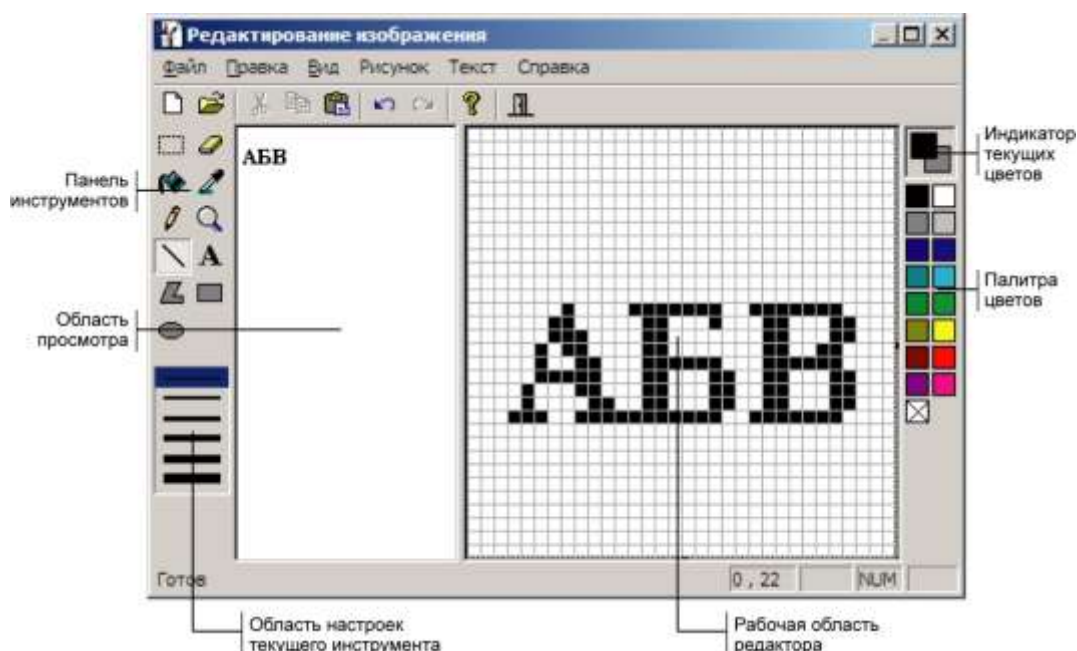 Редактирование изображения
Файл Правка Вид Рисунок Текст Справка
Индикатор
текущих
цветов
АБВ
Панель
инструментов
A
Палитра
цветов
Область
просмотра
АБВ
Готов
0 , 22
NUM
Область настроек
текущего инструмента
Рабочая область
редактора